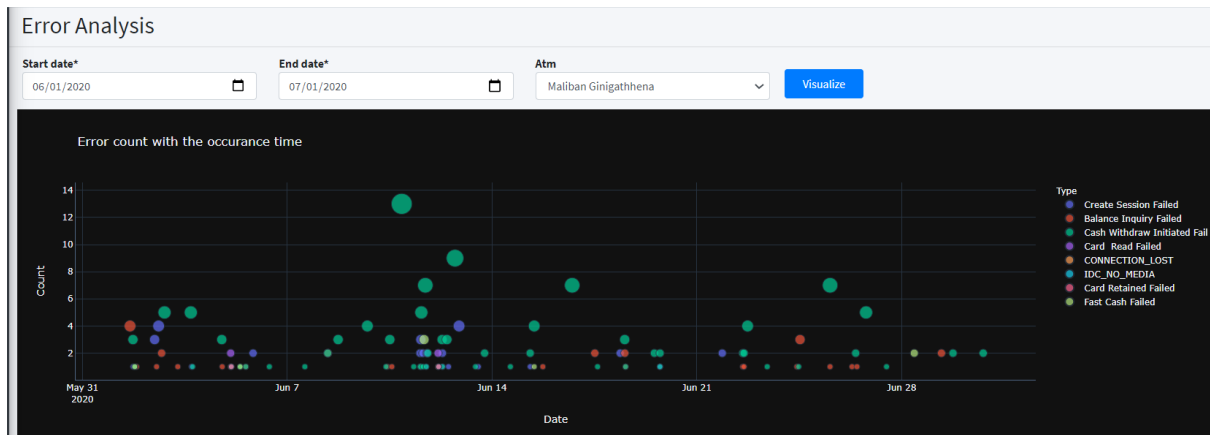 Error Analysis
Start date*
End date*
Atm
06/01/2020
07/01/2020
Maliban Ginigathhena
Visualize
Error count with the occurance time
14
12
10
8
6
4
2
Count
May 31
2020
Jun 7
Jun 14
Jun 21
Jun 28
Date
Type
Create Session Failed
Balance Inquiry Failed
Cash Withdraw Initiated Fail
Card Read Failed
CONNECTION_LOST
IDC_NO_MEDIA
Card Retained Failed
Fast Cash Failed